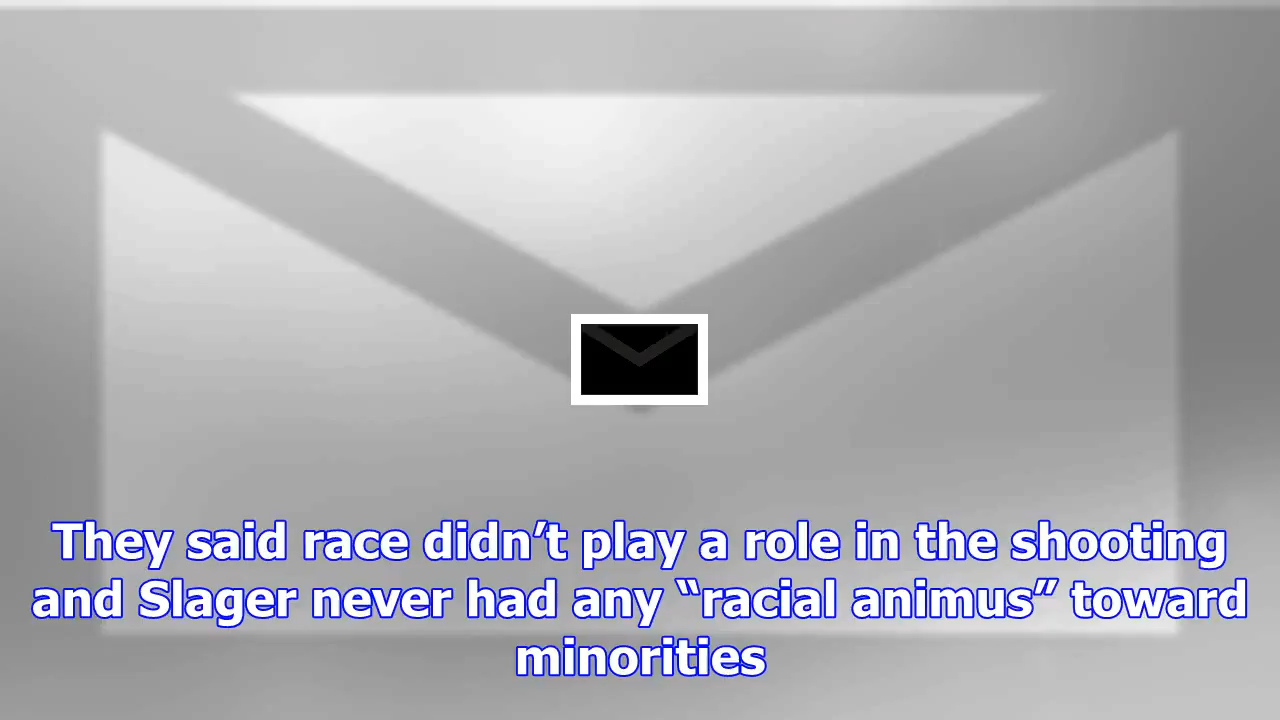 They said race didn’t play a role in the shooting
and Slager never had any “racial animus” toward
minorities